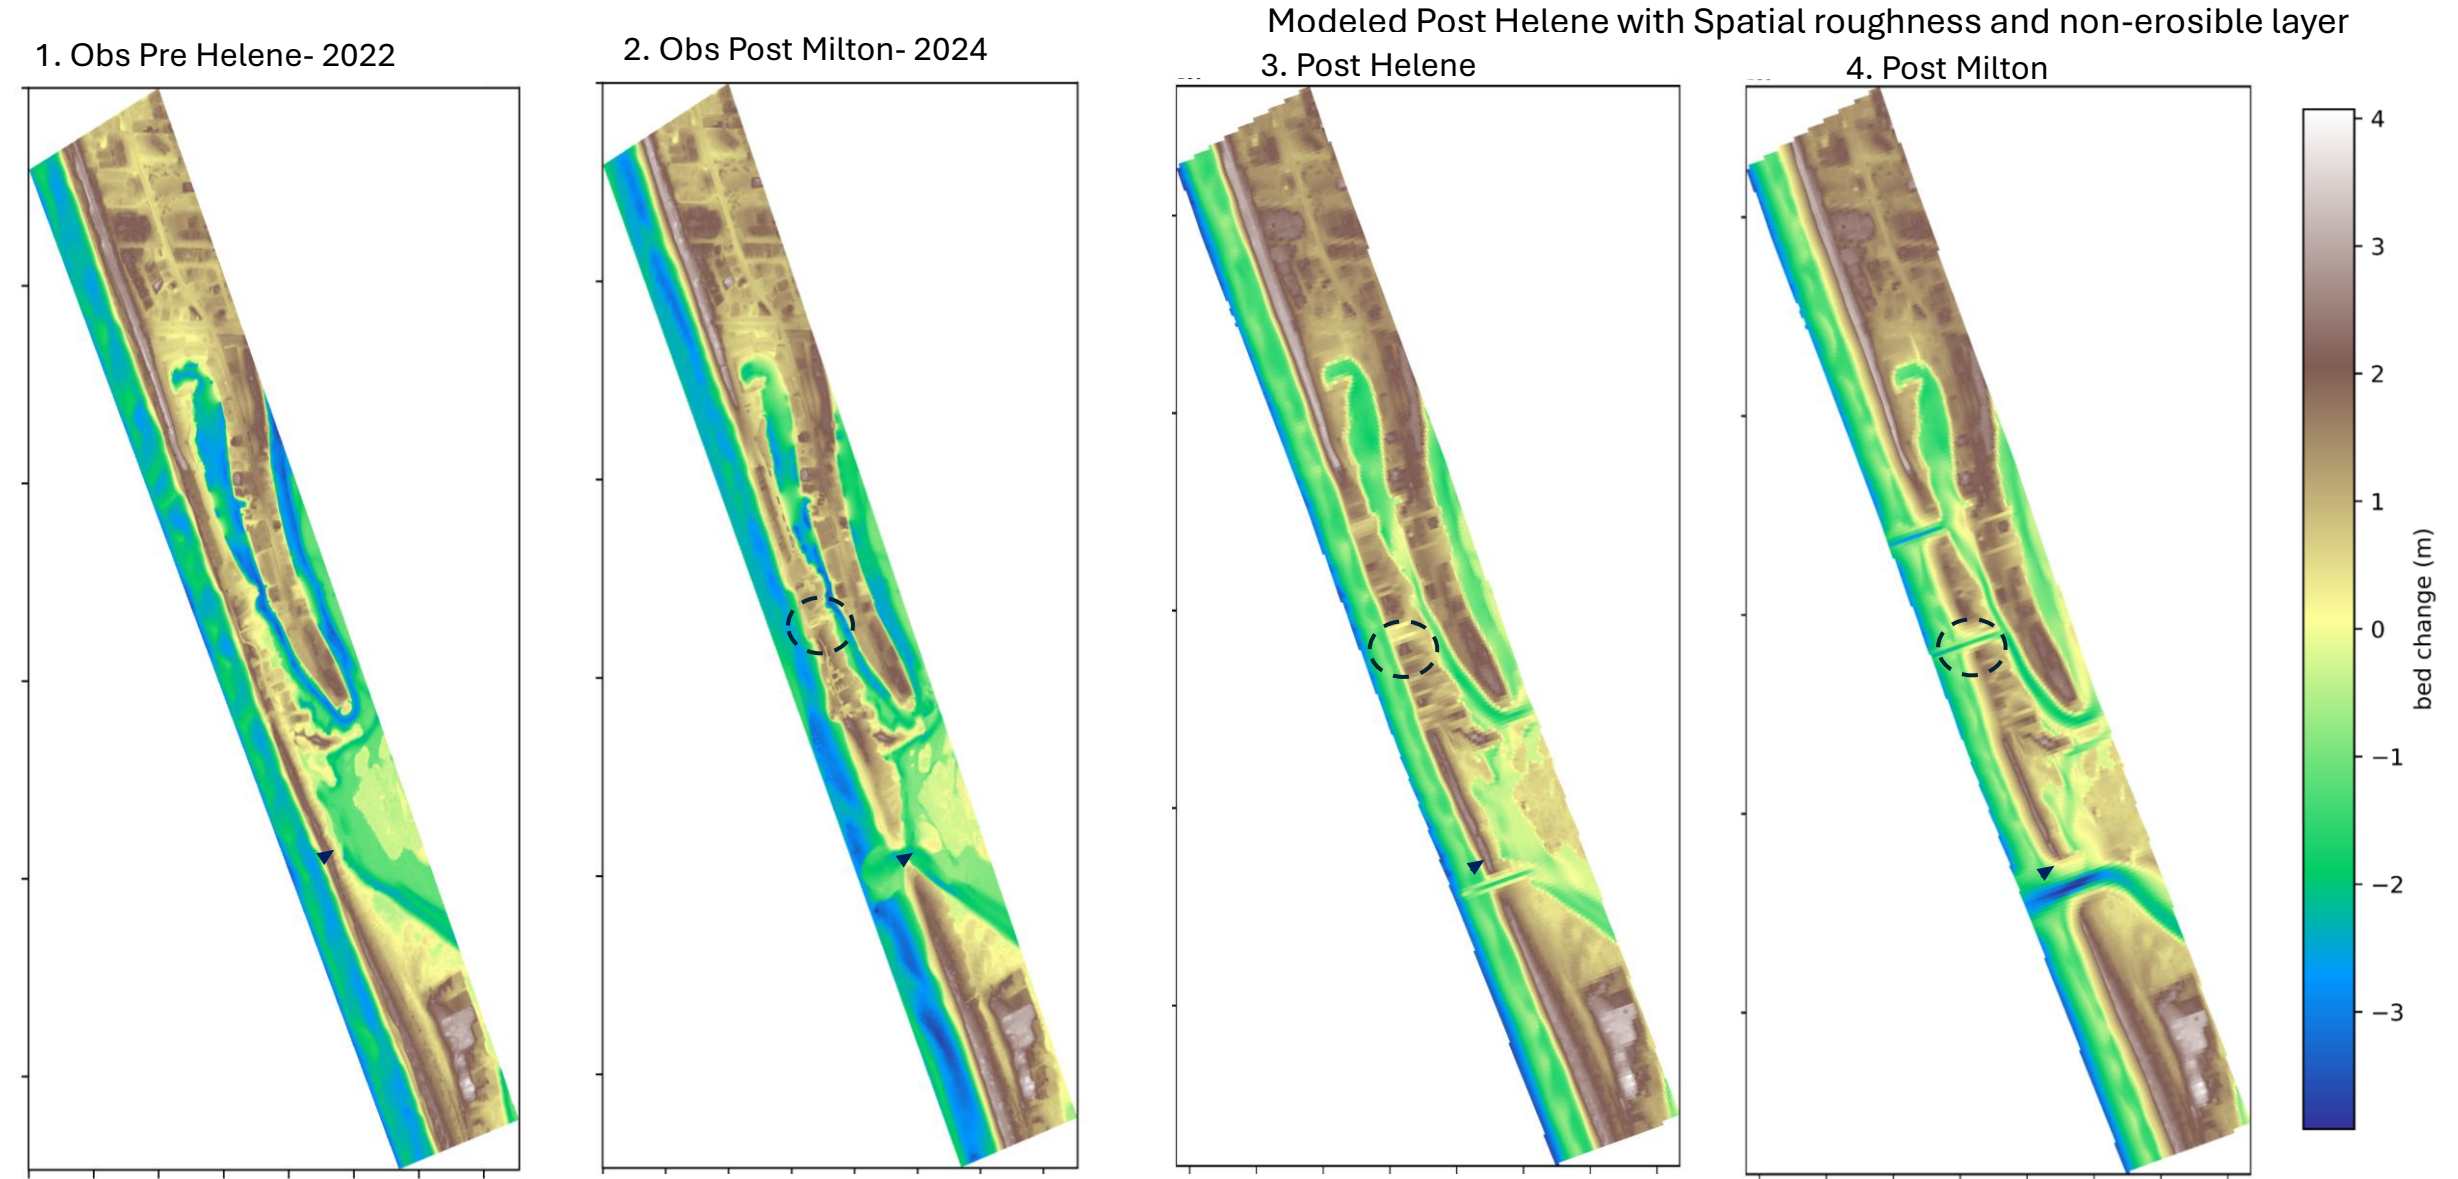 Modeled Post Helene with Spatial roughness and non-erosible layer
1. Obs Pre Helene- 2022
2. Obs Post Milton- 2024
3. Post Helene
4. Post Milton
4
3
2
1
0
−1
−2
−3
bed change (m)